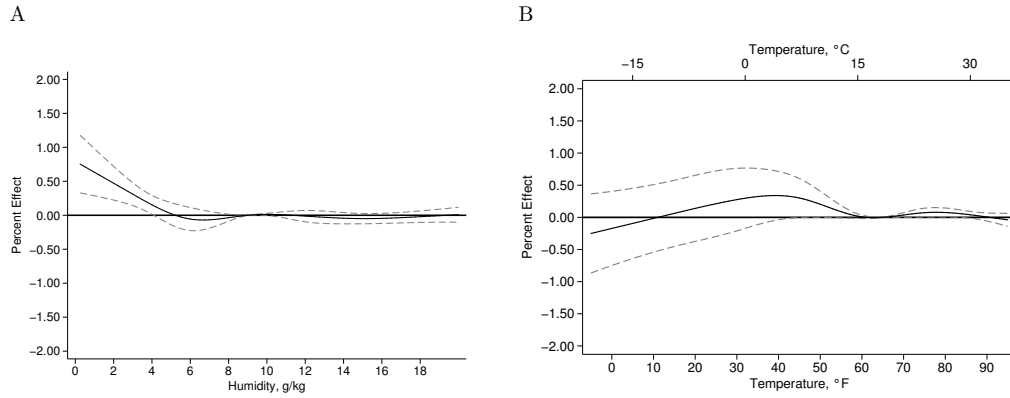 A
2.00
1.50
1.00
0.50
0.00
−0.50
−1.00
−1.50
−2.00
Percent Effect
0 2 4 6 8 10 12 14 16 18
Humidity, g/kg
B
Temperature, °C
−15 0 15 30
2.00
1.50
1.00
0.50
0.00
−0.50
−1.00
−1.50
−2.00
Percent Effect
0 10 20 30 40 50 60 70 80 90
Temperature, °F